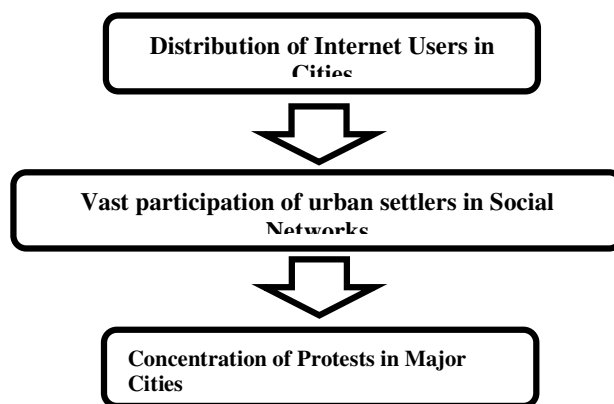 Distribution of Internet Users in
Cities
Vast participation of urban settlers in Social
Networks
Concentration of Protests in Major
Cities